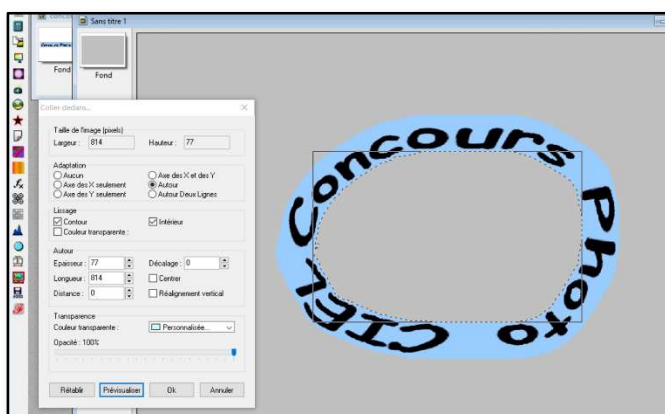 Sans titre 1
Fond
Fond
Coller dedans...
Taille de l'image (pixels)
Largeur : 814 Hauteur : 77
Adaptation
Aucun Axe des X et des Y
Axe des X seulement Autour
Axe des Y seulement Autour Deux Lignes
Lissage
Contour Intérieur
Couleur transparente :
Autour
Epaisseur : 77 Décalage : 0
Longueur : 814 Centrer
Distance : 0 Réalignement vertical
Transparence
Couleur transparente : Personnalisée...
Opacité : 100%
Rétablir Prévisualiser Ok Annuler
Concours Photo CIEL